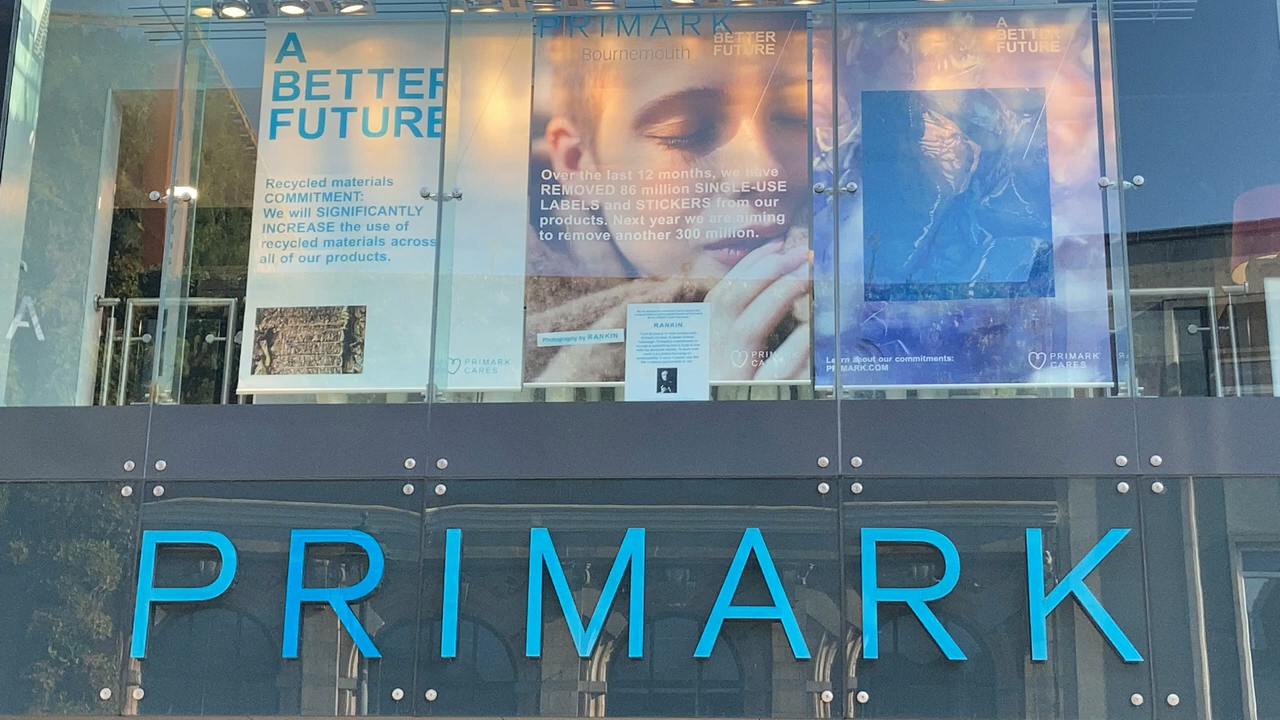 A
BETTER
FUTURE
Recycled materials
COMMITMENT:
We will SIGNIFICANTLY
INCREASE the use of
recycled materials across
all of our products.
PRIMARK
CARES
PRIMARK
Bournemouth
BETTER
FUTURE
Over the last 12 months, we have
REMOVED 86 million SINGLE-USE
LABELS and STICKERS from our
products. Next year we are aiming
to remove another 300 million.
Photography by RANKIN
RANKIN
PRIMARK
CARES
A
BETTER
FUTURE
Learn about our commitments:
PRIMARK.COM
PRIMARK
CARES
A
PRIMARK